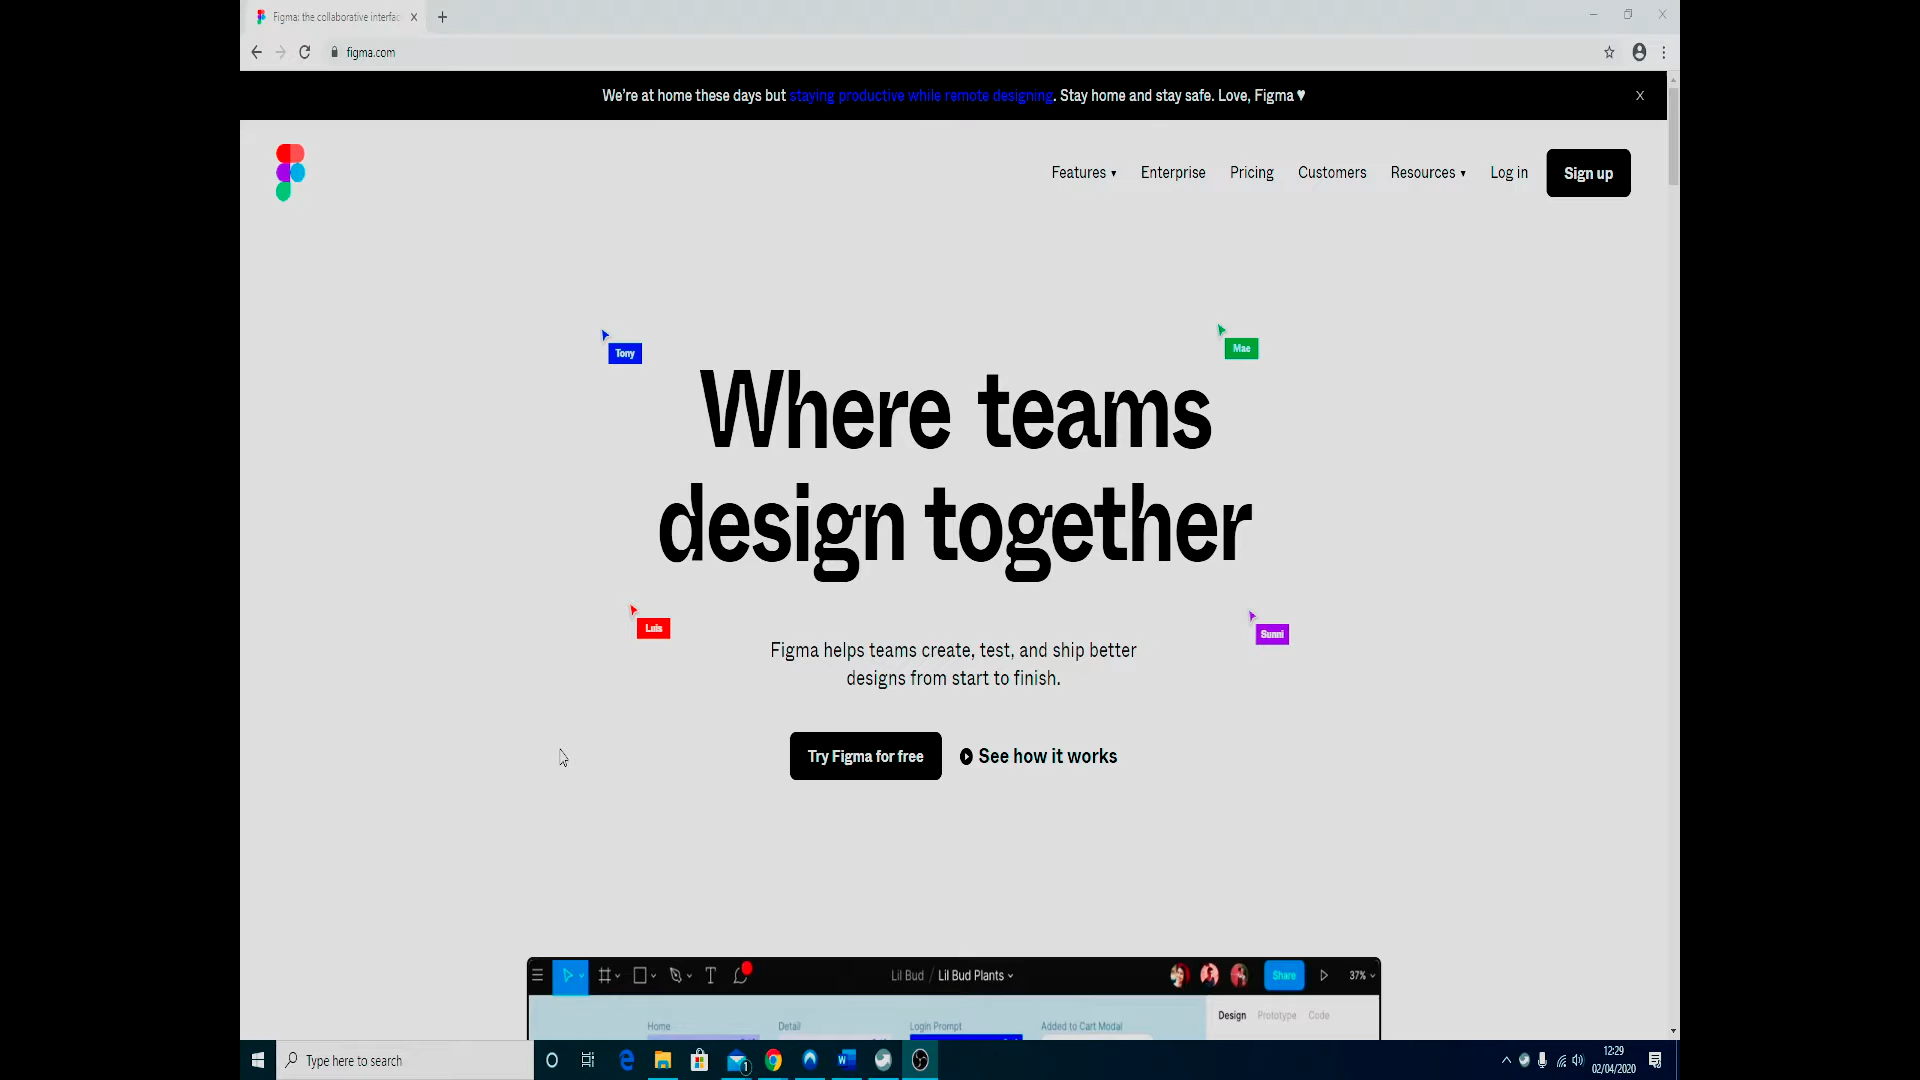 Figma: the collaborative interfac
figma.com
We're at home these days but staying productive while remote designing. Stay home and stay safe. Love, Figma ♥
X
Features ▾
Enterprise
Pricing
Customers
Resources ▾
Log in
Sign up
Tony
Mae
Where teams
design together
Luis
Sunni
Figma helps teams create, test, and ship better
designs from start to finish.
Try Figma for free
See how it works
Lil Bud / Lil Bud Plants
Share
37%
Design
Prototype
Code
Home
Detail
Login Prompt
Added to Cart Modal
Type here to search
1
12:29
02/04/2020